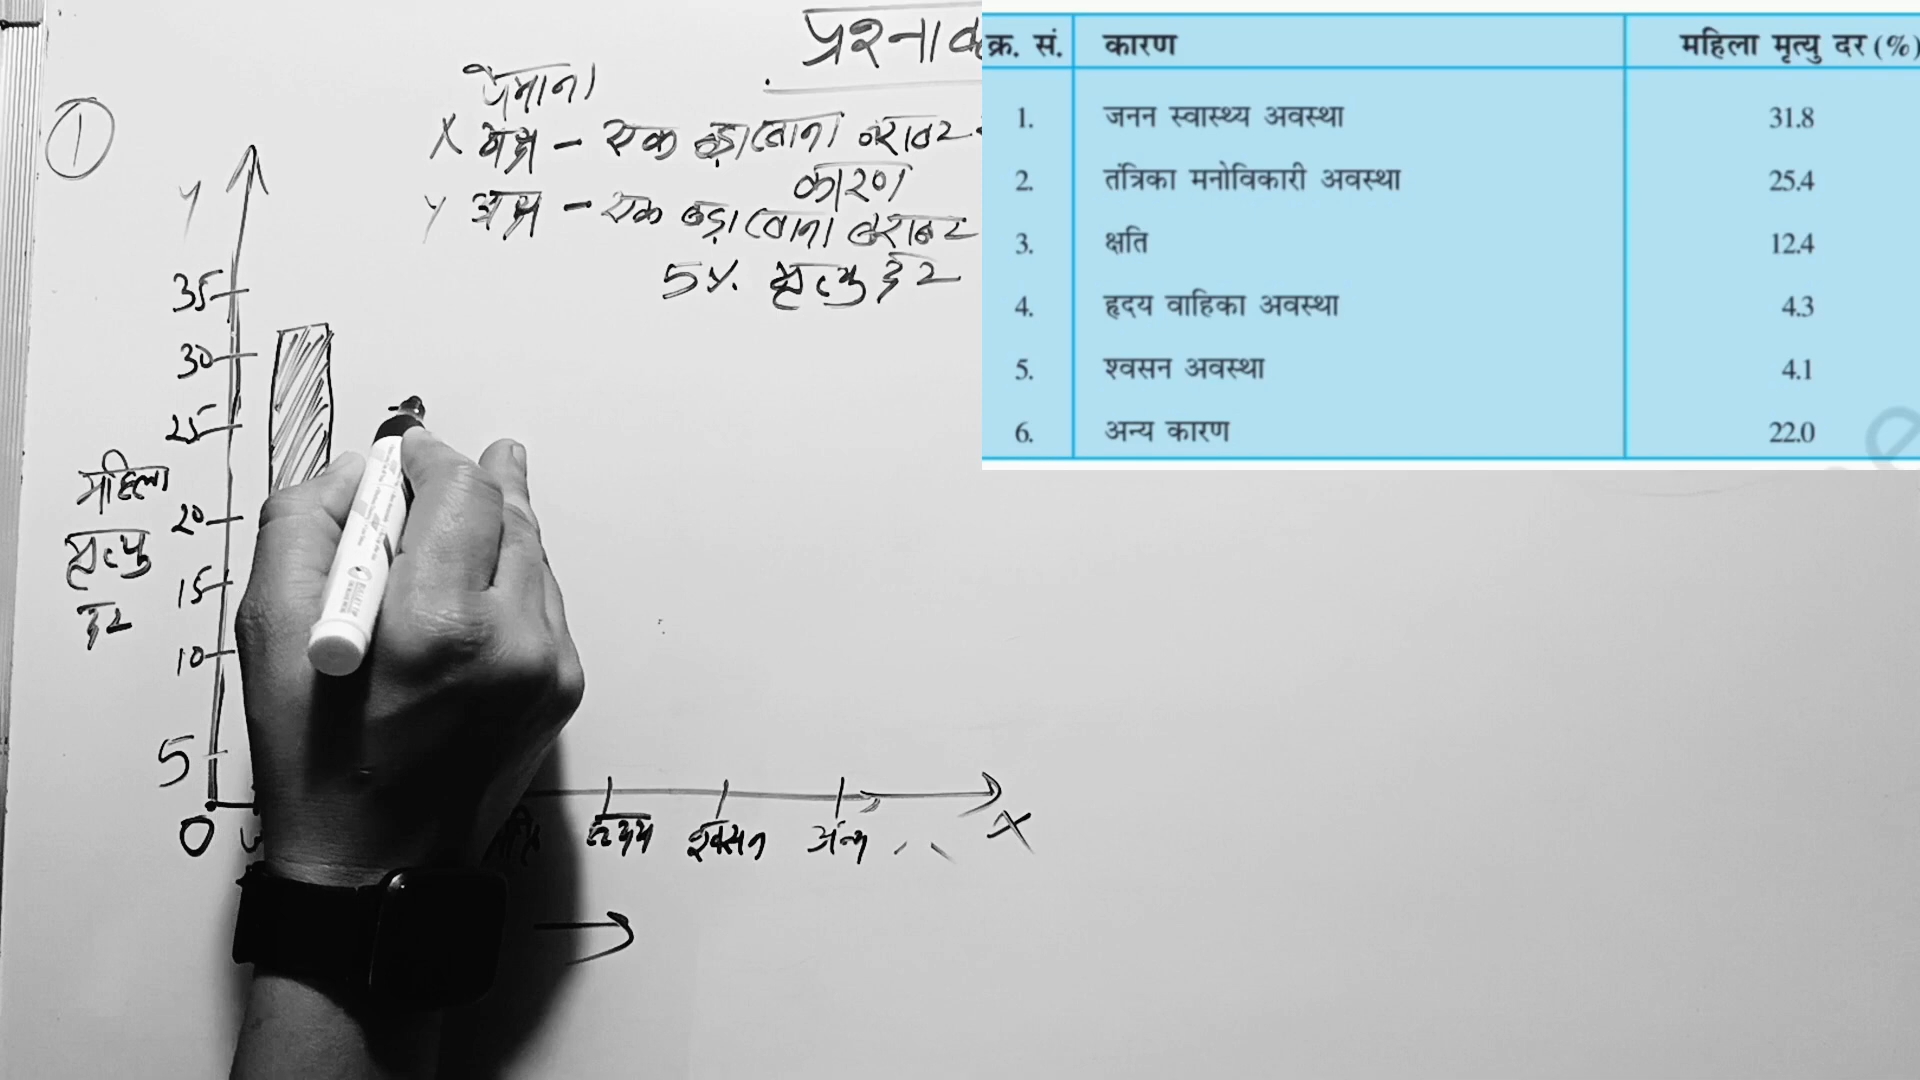 प्रश्ना
①
पैमाना
X अक्ष – एक बड़ा खाना बराबर
कारण
Y अक्ष – एक बड़ा खाना बराबर
5% मृत्यु दर
Y
35
30
25
20
15
10
5
O
महिला
मृत्यु
दर
हृदय श्वसन अन्य
X
क्र. सं. कारण महिला मृत्यु दर (%)
1. जनन स्वास्थ्य अवस्था 31.8
2. तंत्रिका मनोविकारी अवस्था 25.4
3. क्षति 12.4
4. हृदय वाहिका अवस्था 4.3
5. श्वसन अवस्था 4.1
6. अन्य कारण 22.0